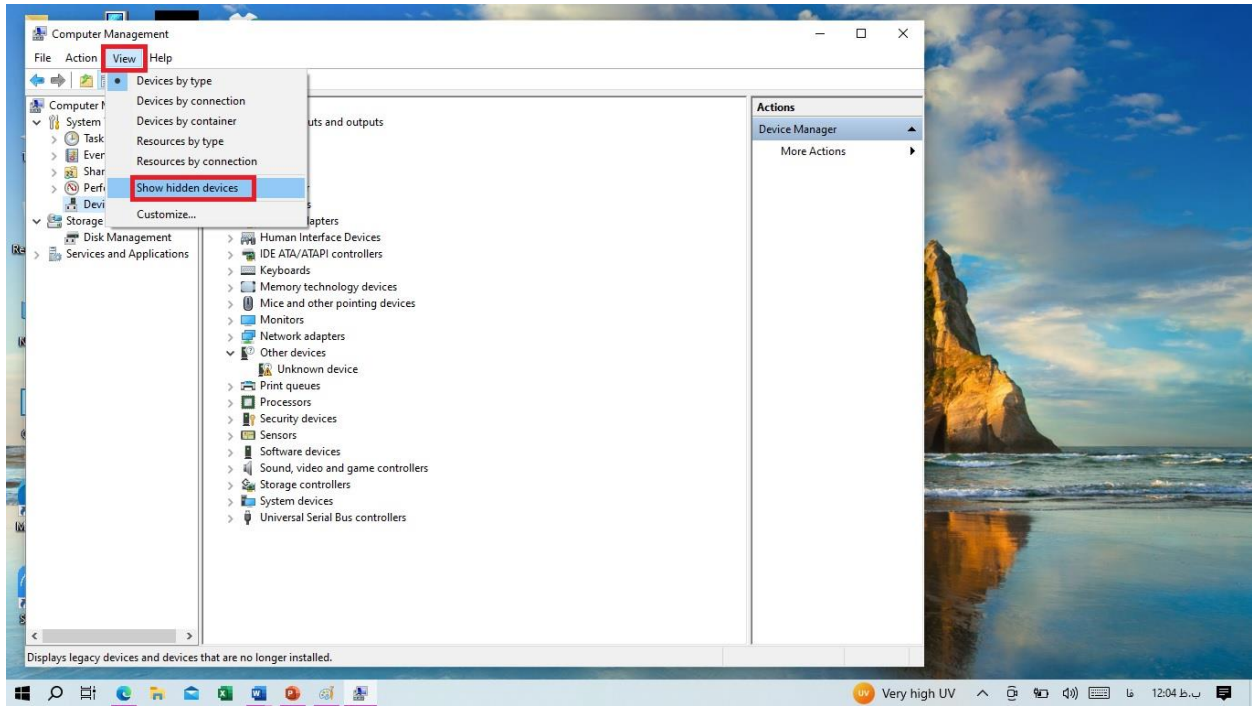 Computer Management
File Action View Help
Devices by type
Devices by connection
Devices by container
Resources by type
Resources by connection
Show hidden devices
Customize...
Computer
System
Task
Shar
Storage
Disk Management
Services and Applications
uts and outputs
apters
Human Interface Devices
IDE ATA/ATAPI controllers
Keyboards
Memory technology devices
Mice and other pointing devices
Monitors
Network adapters
Other devices
Unknown device
Print queues
Processors
Security devices
Sensors
Software devices
Sound, video and game controllers
Storage controllers
System devices
Universal Serial Bus controllers
Actions
Device Manager
More Actions
Displays legacy devices and devices that are no longer installed.
Very high UV
فا
12:04 ب.ظ